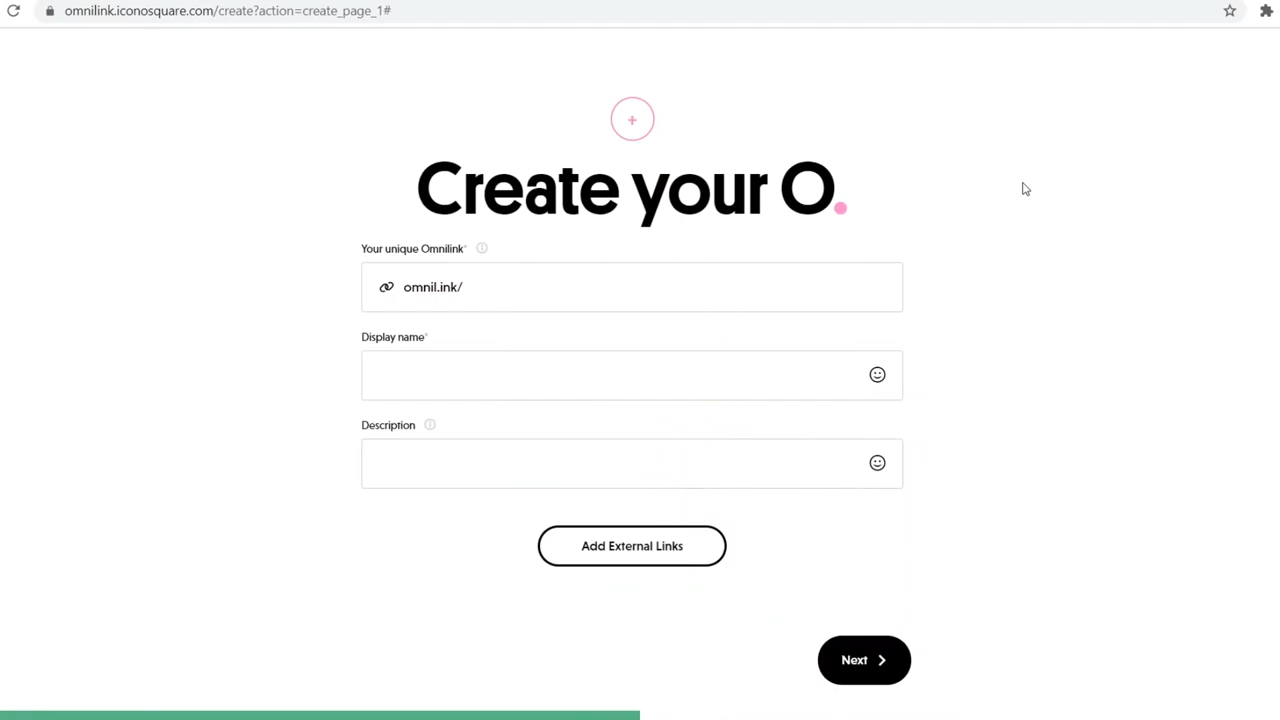 omnilink.iconosquare.com/create?action=create_page_1#
+
Create your O.
Your unique Omnilink*
omnil.ink/
Display name*
Description
Add External Links
Next